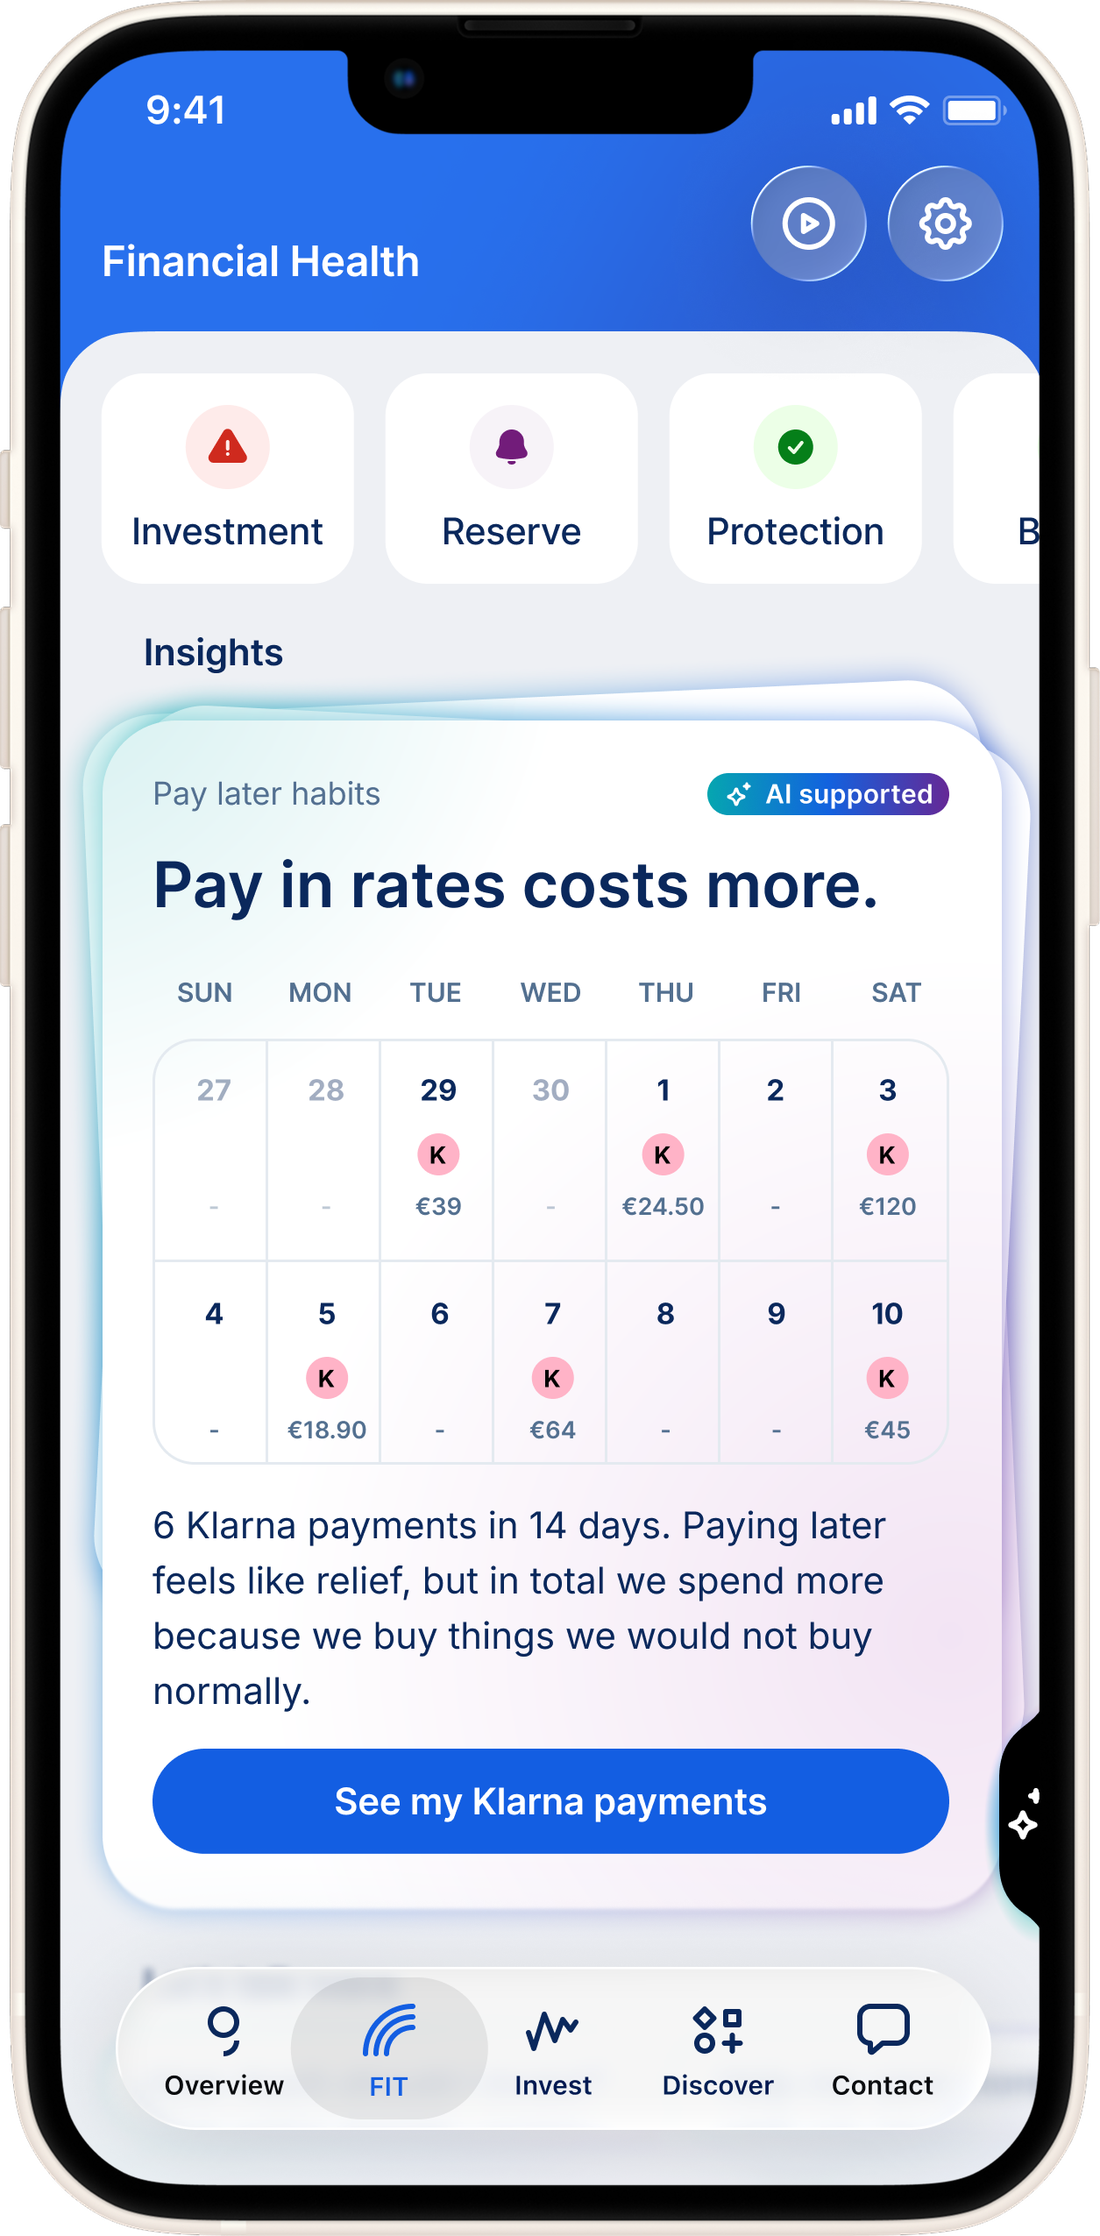 9:41
Financial Health
Investment
Reserve
Protection
B
Insights
Pay later habits
AI supported
Pay in rates costs more.
SUN MON TUE WED THU FRI SAT
27 28 29 30 1 2 3
K K K
- - €39 - €24.50 - €120
4 5 6 7 8 9 10
K K K
- €18.90 - €64 - - €45
6 Klarna payments in 14 days. Paying later
feels like relief, but in total we spend more
because we buy things we would not buy
normally.
See my Klarna payments
Overview
FIT
Invest
Discover
Contact